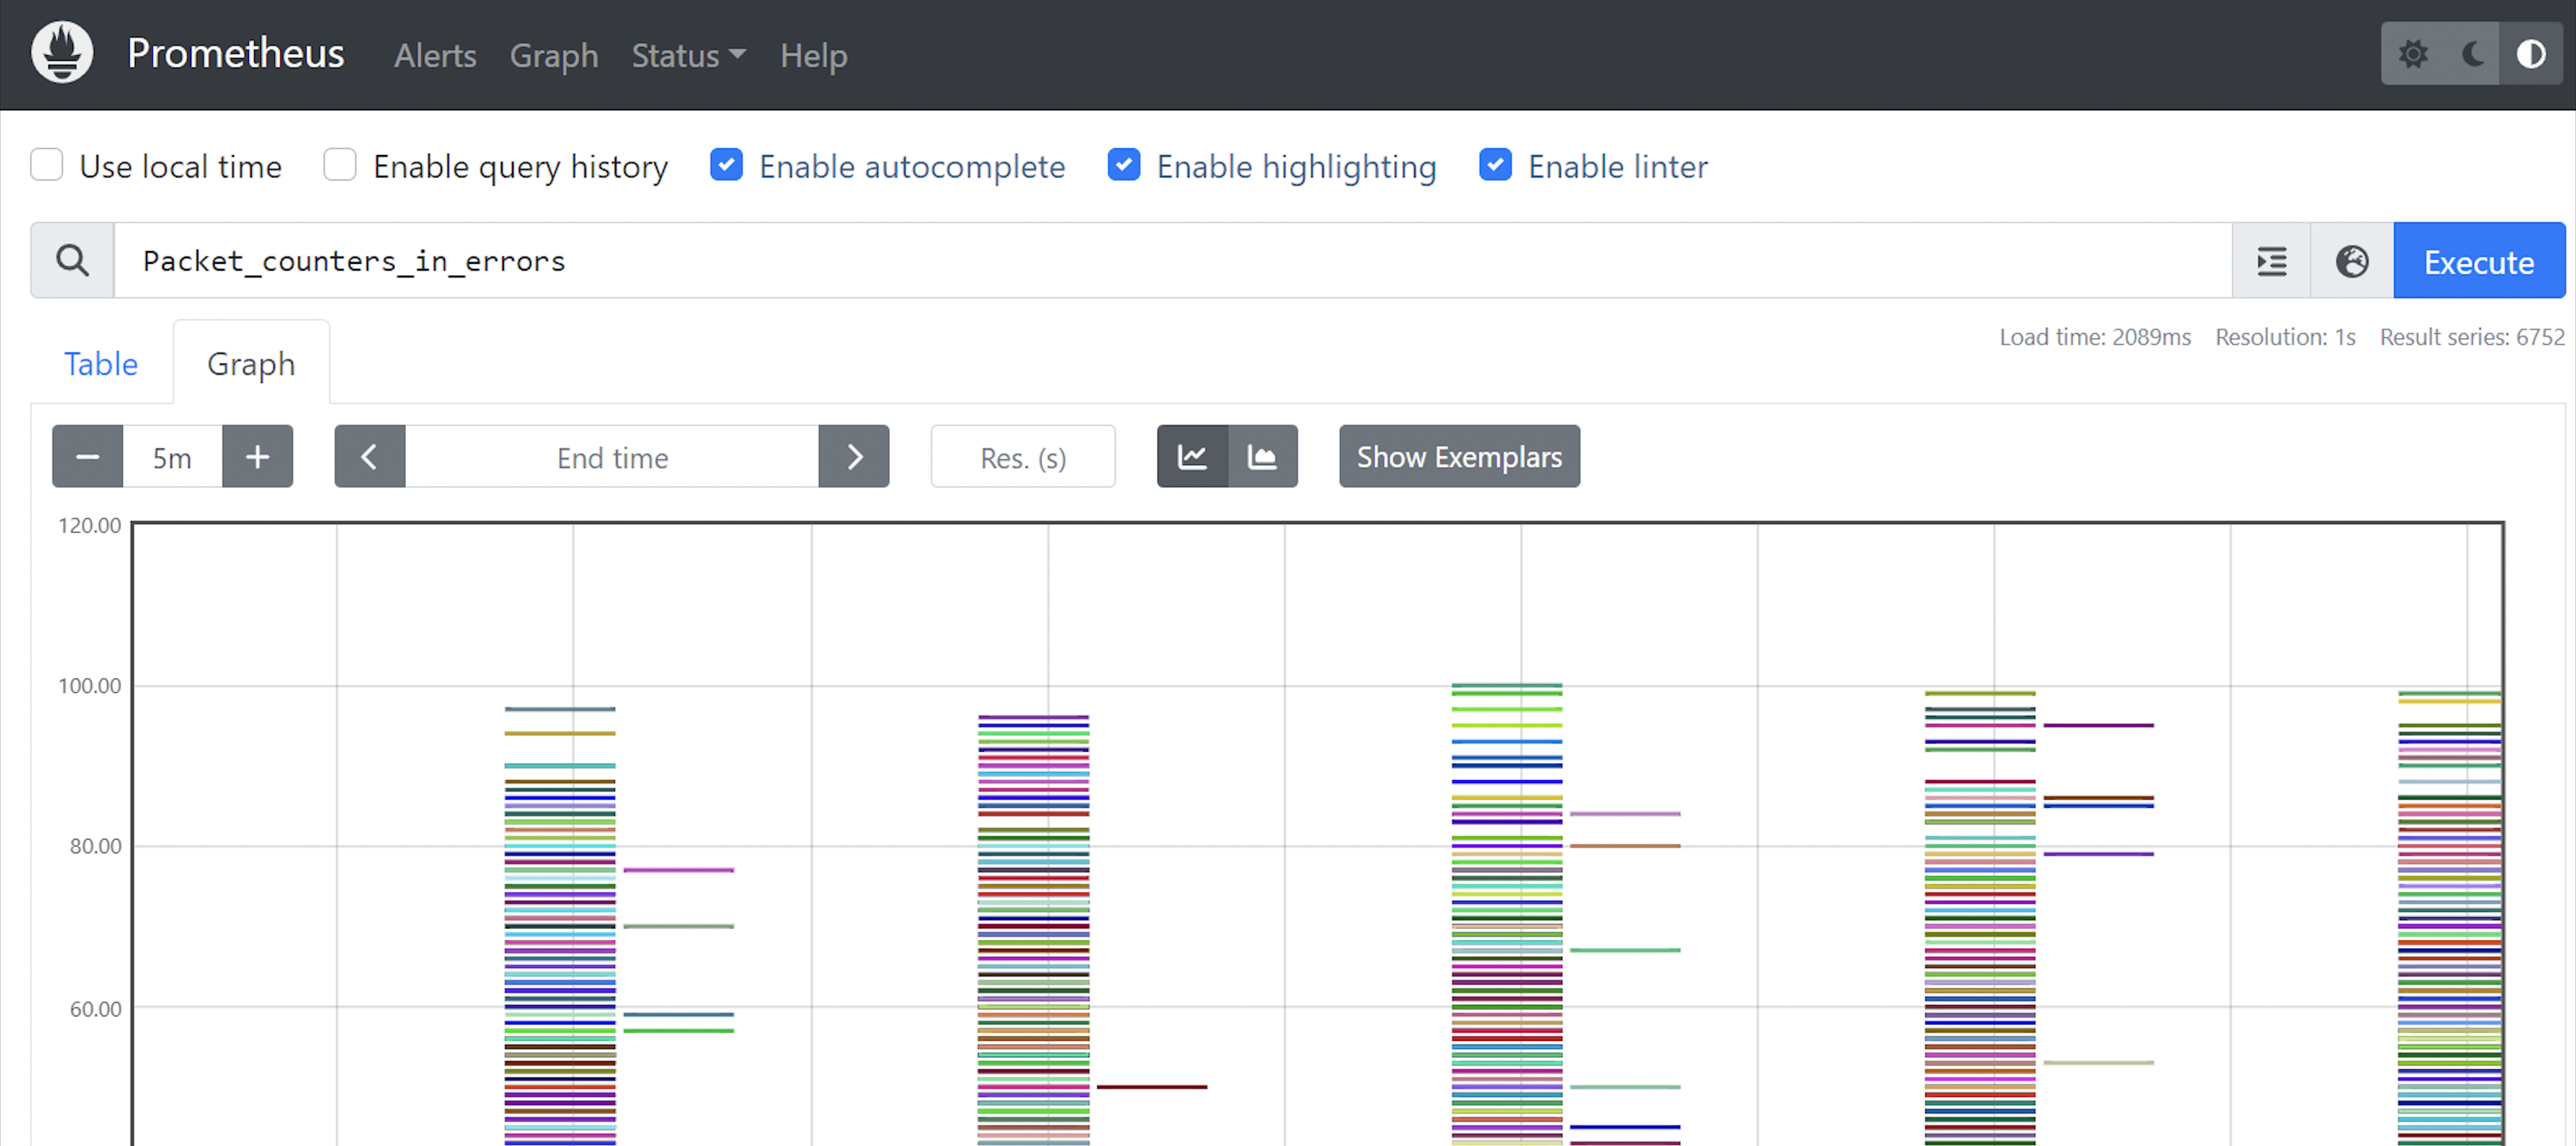 Prometheus Alerts Graph Status Help
Use local time Enable query history Enable autocomplete Enable highlighting Enable linter
Packet_counters_in_errors Execute
Load time: 2089ms Resolution: 1s Result series: 6752
Table Graph
5m End time Res. (s) Show Exemplars
120.00
100.00
80.00
60.00